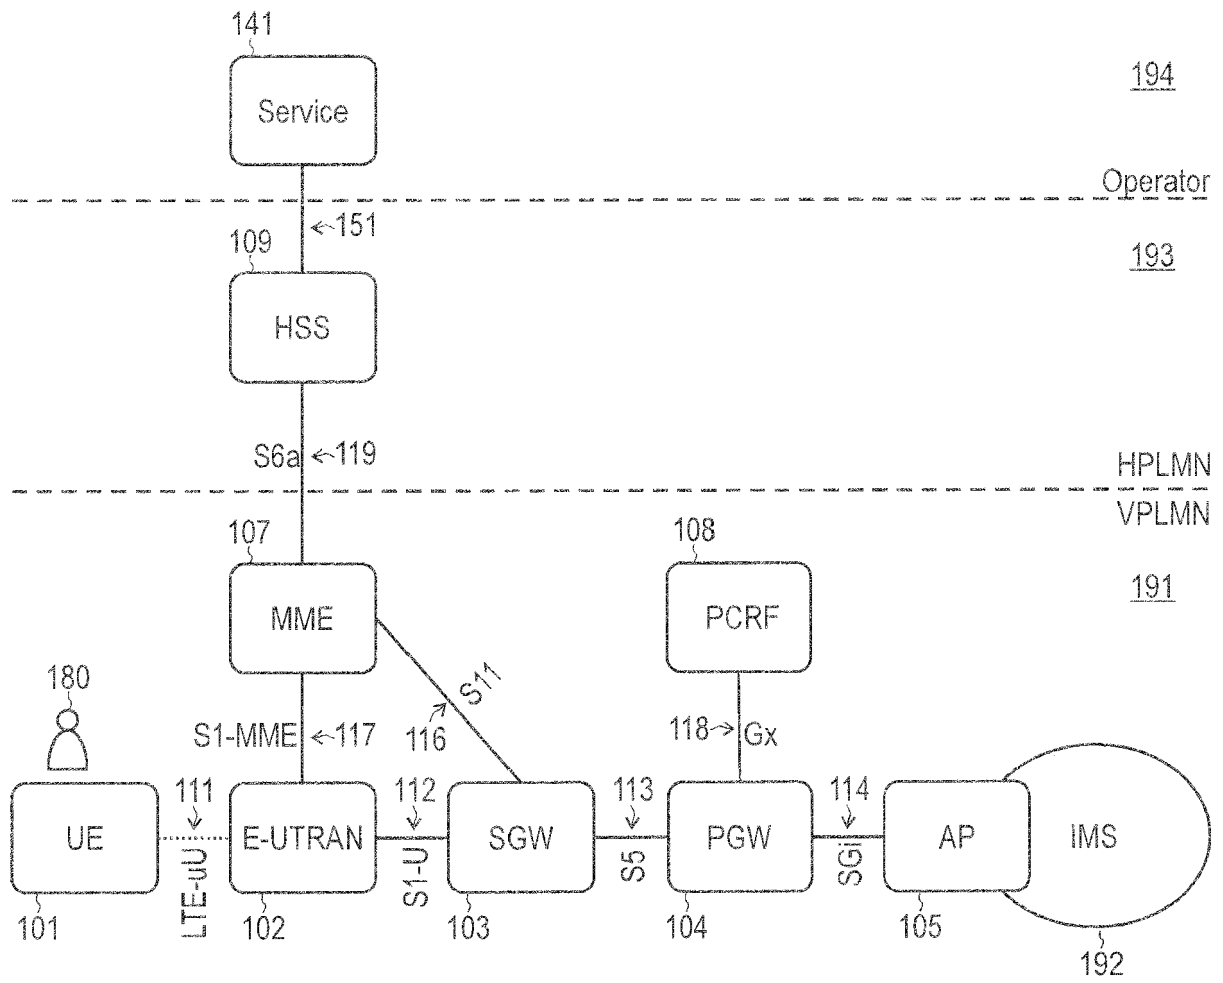 141
194
Service
Operator
151
109
193
HSS
S6a
119
HPLMN
VPLMN
107
108
191
MME
PCRF
180
S11
S1-MME
117
116
118
Gx
111
112
113
114
UE
E-UTRAN
SGW
PGW
AP
IMS
LTE-uU
S1-U
S5
SGi
101
102
103
104
105
192